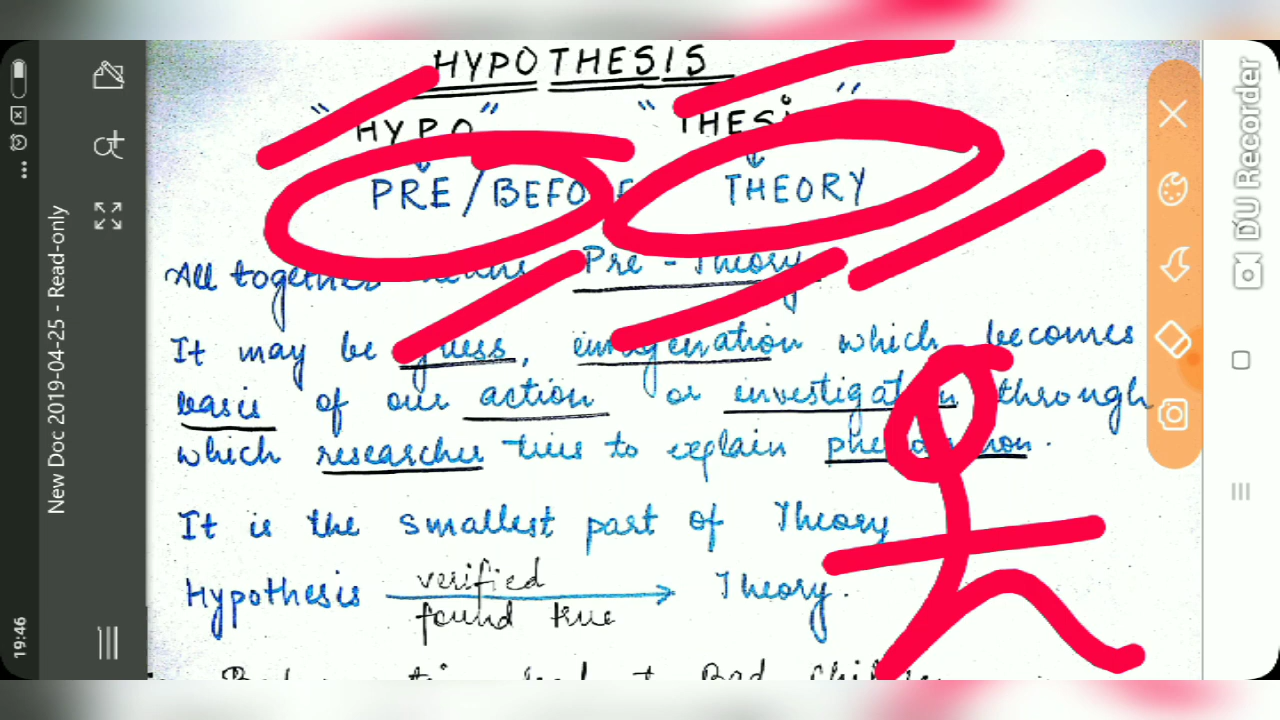 HYPOTHESIS
" HYPO " " THESIS "
PRE / BEFORE THEORY
All together means Pre - Theory
It may be guess, imagination which becomes
basis of our action or investigation through
which researcher tries to explain phenomenon.
It is the smallest part of Theory
Hypothesis verified Theory.
found true
Bad Bad
New Doc 2019-04-25 - Read-only
19:46
DU Recorder